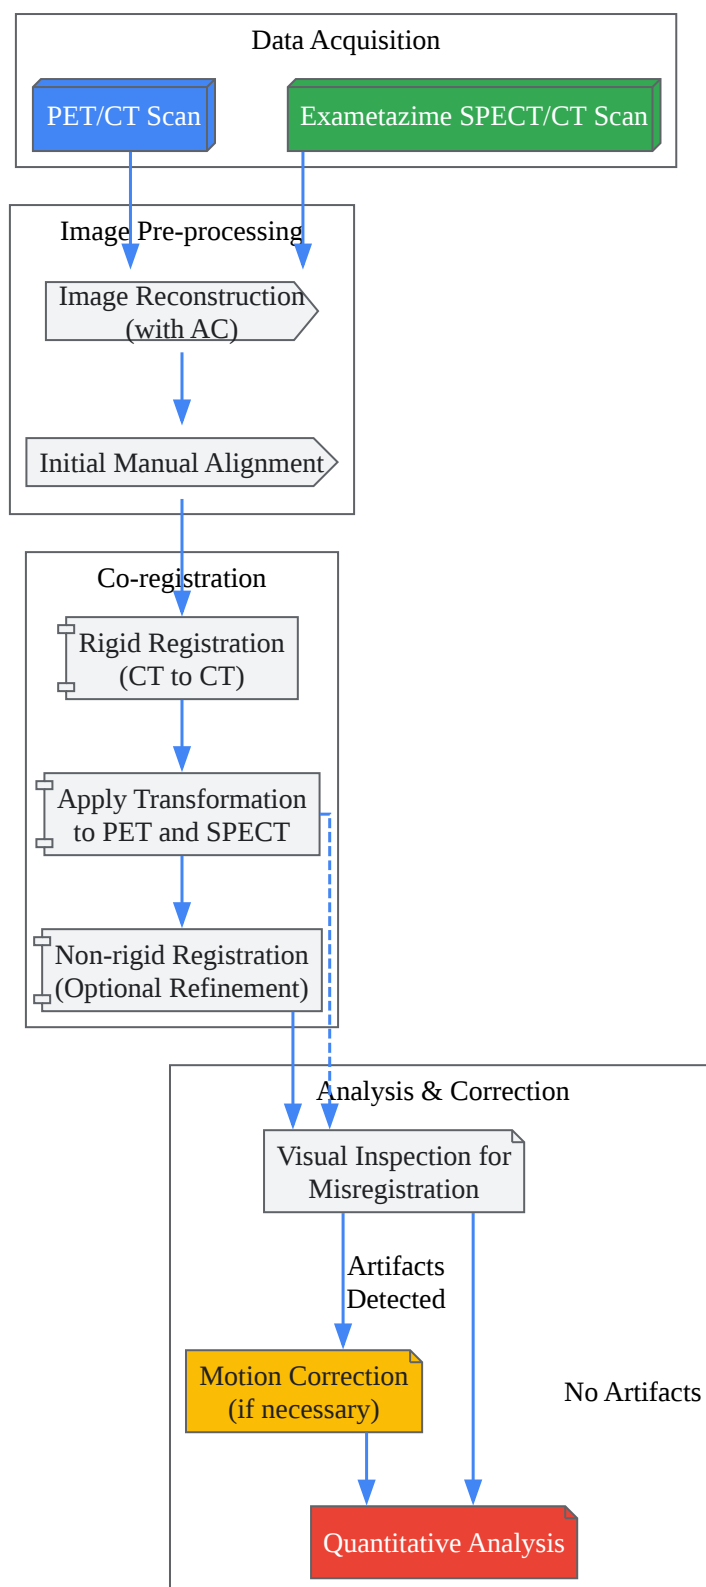 Data Acquisition
PET/CT Scan
Exametazime SPECT/CT Scan
Image Pre-processing
Image Reconstruction
(with AC)
Initial Manual Alignment
Co-registration
Rigid Registration
(CT to CT)
Apply Transformation
to PET and SPECT
Non-rigid Registration
(Optional Refinement)
Analysis & Correction
Visual Inspection for
Misregistration
Artifacts
Detected
Motion Correction
(if necessary)
No Artifacts
Quantitative Analysis